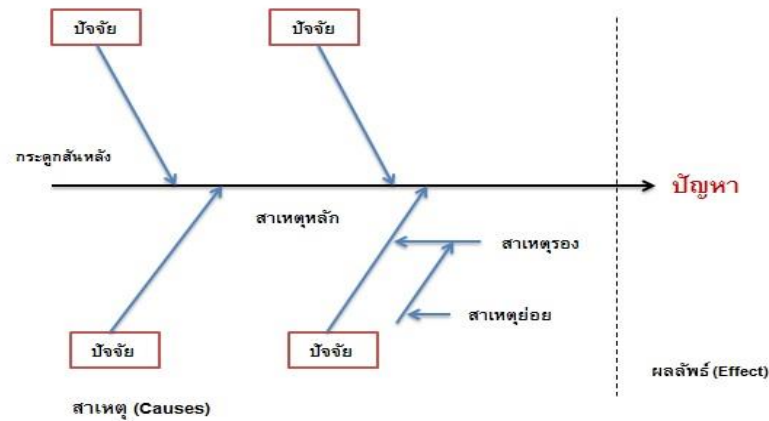 ปัจจัย
ปัจจัย
กระดูกสันหลัง
ปัญหา
สาเหตุหลัก
สาเหตุรอง
สาเหตุย่อย
ปัจจัย
ปัจจัย
ผลลัพธ์ (Effect)
สาเหตุ (Causes)